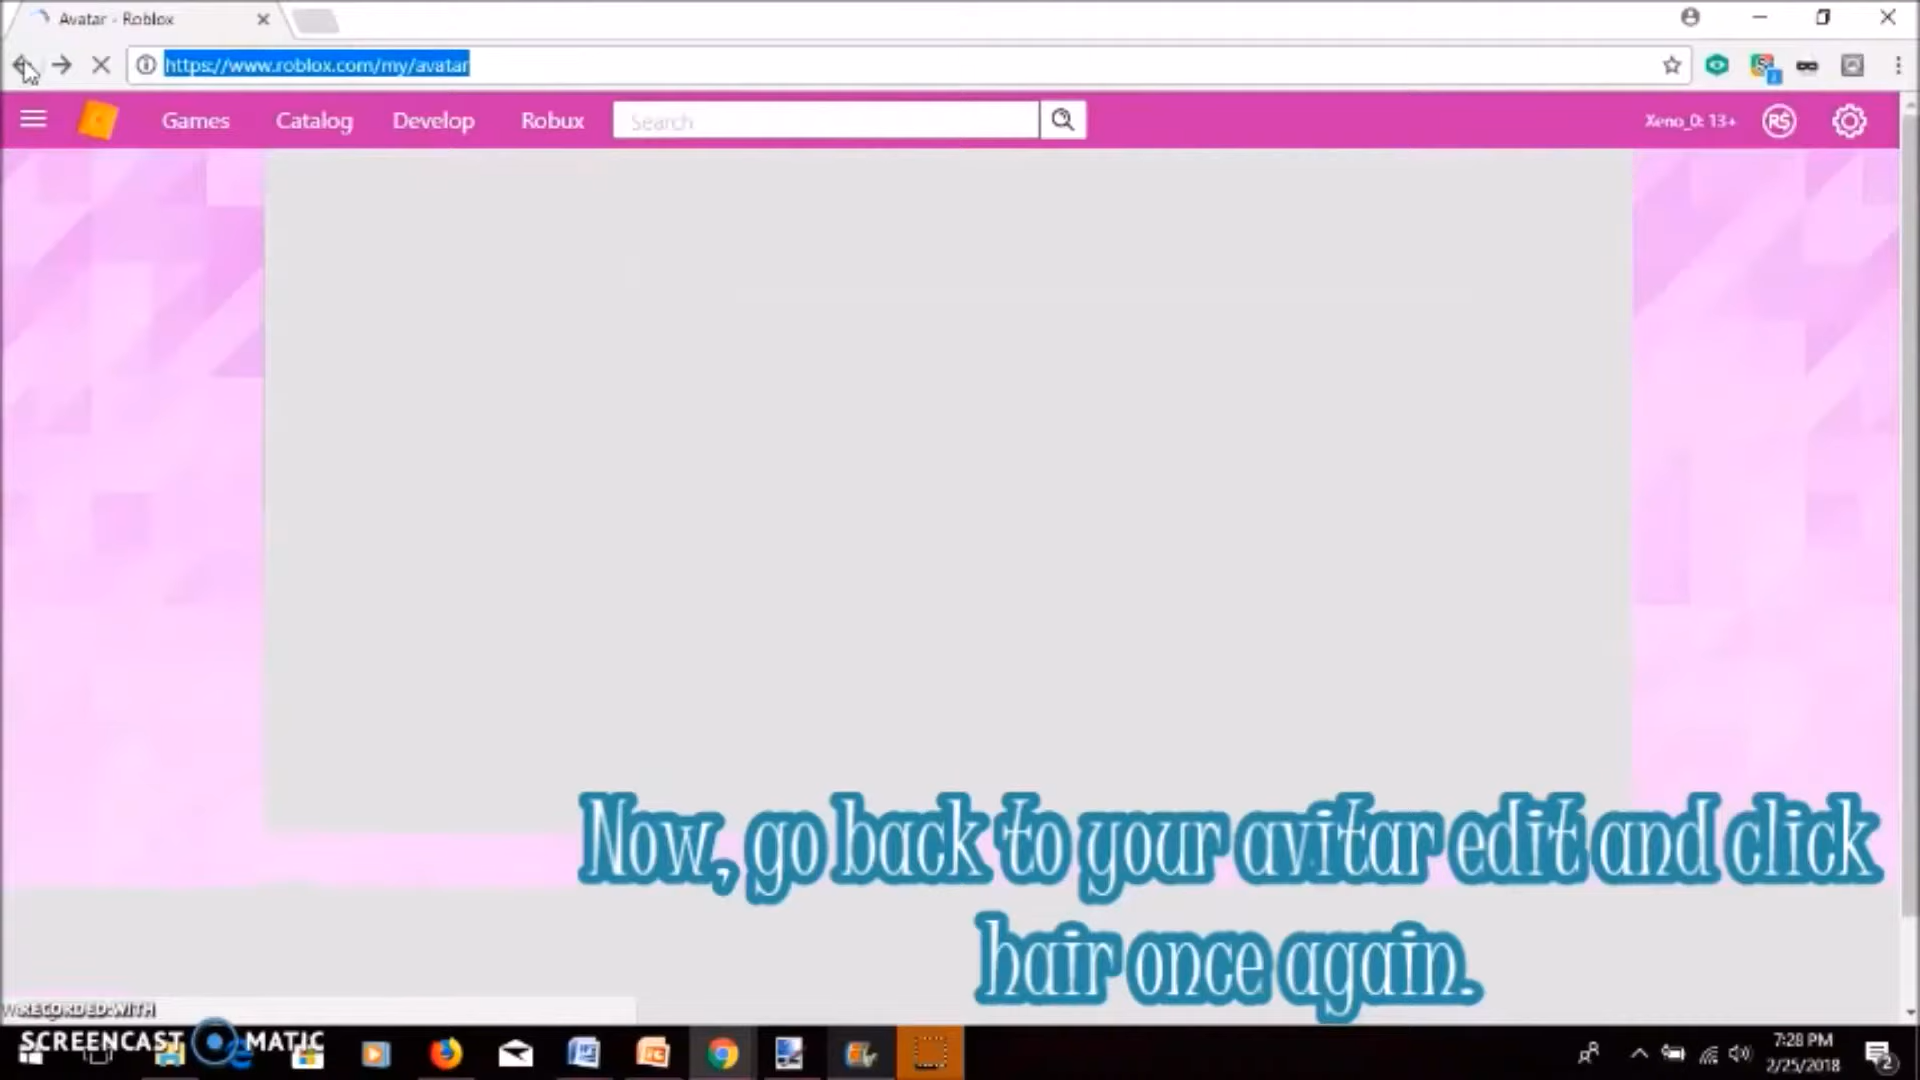 Avatar - Roblox
https://www.roblox.com/my/avatar
Games Catalog Develop Robux Search Xeno_0: 13+ R$
Now, go back to your avitar edit and click
hair once again.
RECORDED WITH
SCREENCAST MATIC
7:28 PM
2/25/2018
2